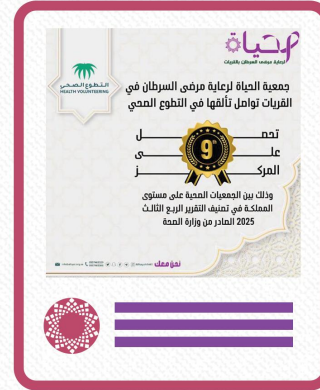 حياة
لرعاية مرضى السرطان بالقريات
التطوع الصحي
HEALTH VOLUNTEERING
جمعية الحياة لرعاية مرضى السرطان في
القريات تواصل تألقها في التطوع الصحي
تحصل
9
على
المركز
وذلك بين الجمعيات الصحية على مستوى
المملكة في تصنيف التقرير الربع الثالث
2025 الصادر من وزارة الصحة
نحن معك